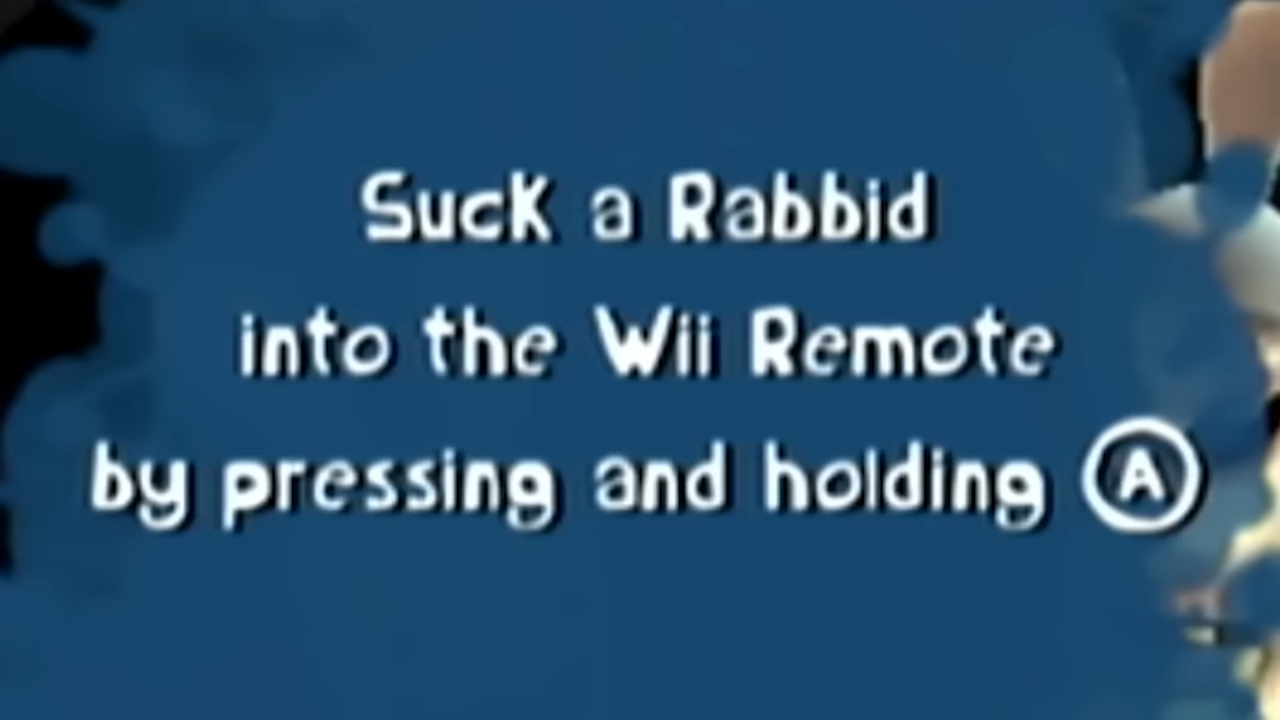 Suck a Rabbid
into the Wii Remote
by pressing and holding Ⓐ